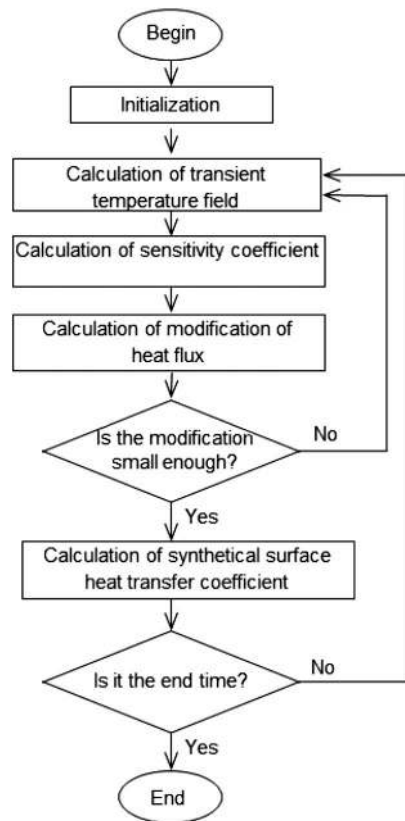 Begin
Initialization
Calculation of transient
temperature field
Calculation of sensitivity coefficient
Calculation of modification of
heat flux
Is the modification
small enough?
No
Yes
Calculation of synthetical surface
heat transfer coefficient
Is it the end time?
No
Yes
End